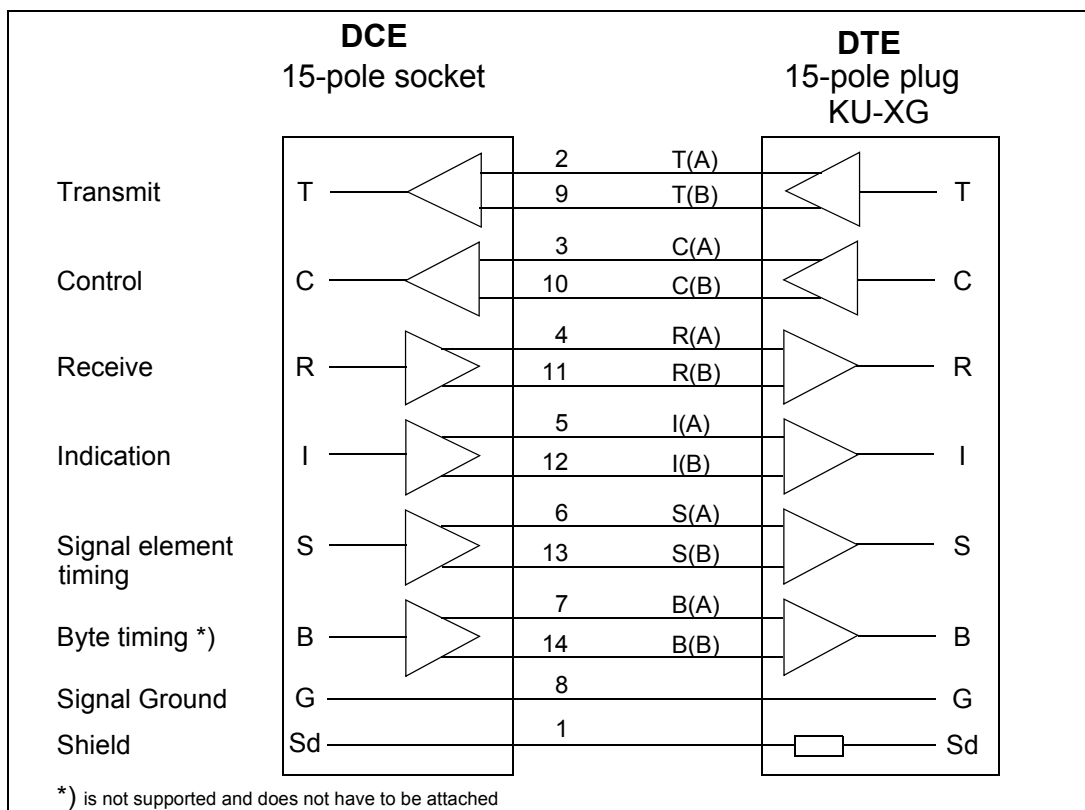 DCE
15-pole socket
DTE
15-pole plug
KU-XG
Transmit T 2 T(A) T
9 T(B)
Control C 3 C(A) C
10 C(B)
Receive R 4 R(A) R
11 R(B)
Indication I 5 I(A) I
12 I(B)
Signal element timing S 6 S(A) S
13 S(B)
Byte timing *) B 7 B(A) B
14 B(B)
Signal Ground G 8 G
Shield Sd 1 Sd
*) is not supported and does not have to be attached